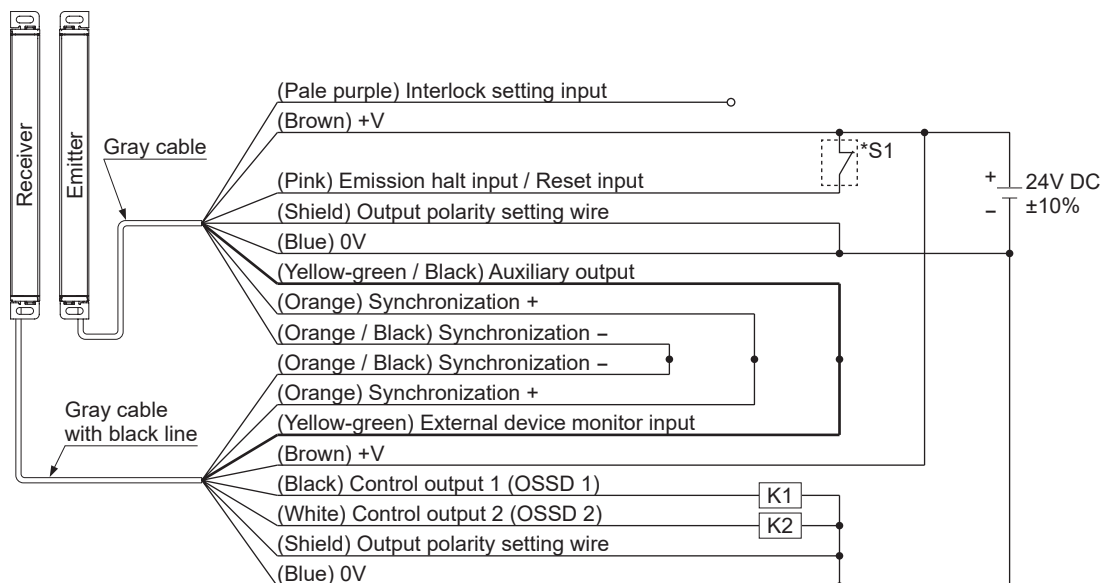 Receiver
Emitter
Gray cable
(Pale purple) Interlock setting input
(Brown) +V
*S1
(Pink) Emission halt input / Reset input
+
24V DC
(Shield) Output polarity setting wire
−
±10%
(Blue) 0V
(Yellow-green / Black) Auxiliary output
(Orange) Synchronization +
(Orange / Black) Synchronization −
(Orange / Black) Synchronization −
(Orange) Synchronization +
Gray cable
with black line
(Yellow-green) External device monitor input
(Brown) +V
(Black) Control output 1 (OSSD 1)
K1
(White) Control output 2 (OSSD 2)
K2
(Shield) Output polarity setting wire
(Blue) 0V